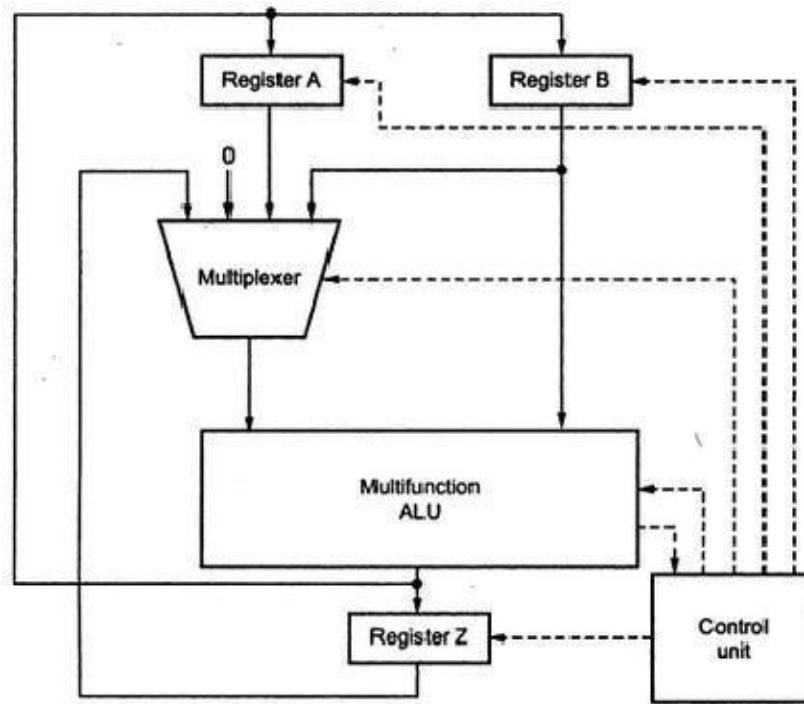 Register A
Register B
0
Multiplexer
Multifunction
ALU
Register Z
Control
unit